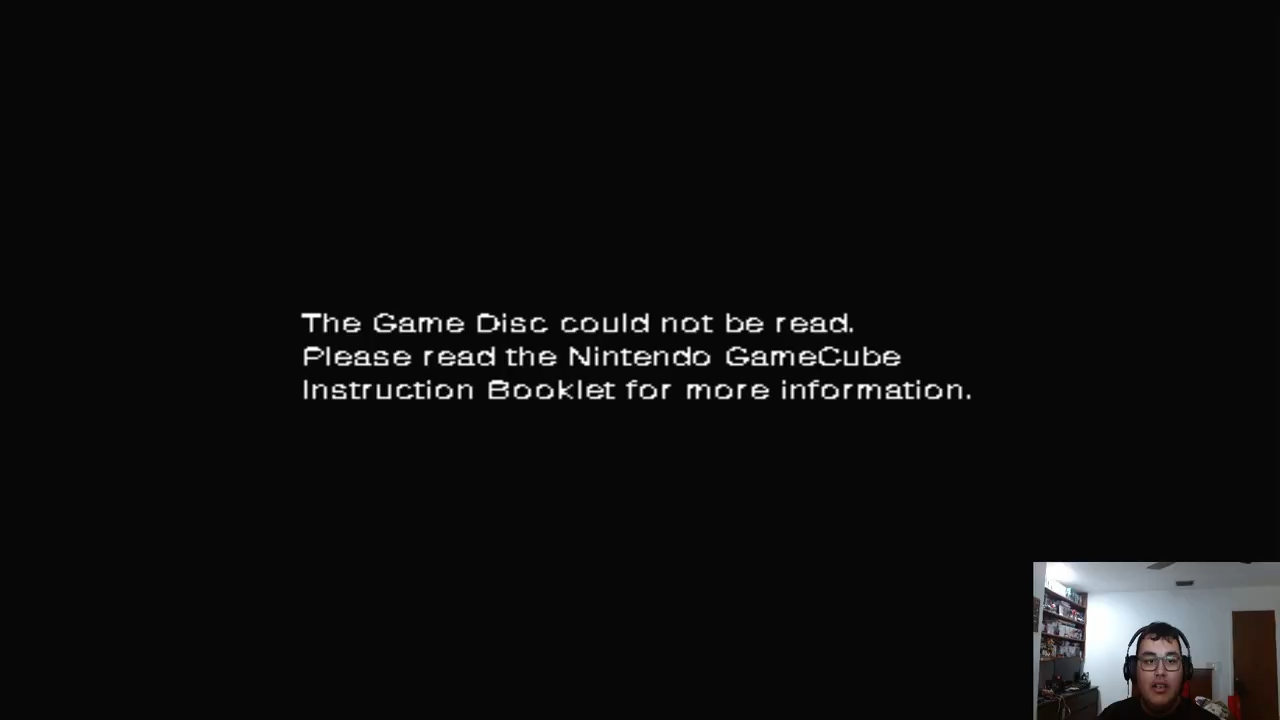 The Game Disc could not be read.
Please read the Nintendo GameCube
Instruction Booklet for more information.